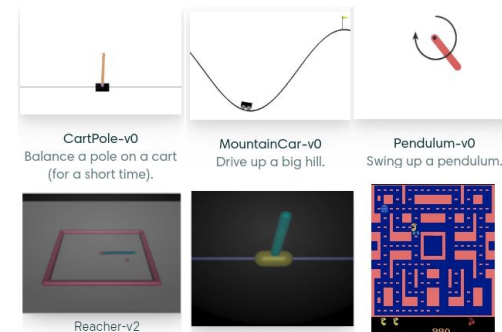 CartPole-v0
Balance a pole on a cart
(for a short time).
MountainCar-v0
Drive up a big hill.
Pendulum-v0
Swing up a pendulum.
Reacher-v2